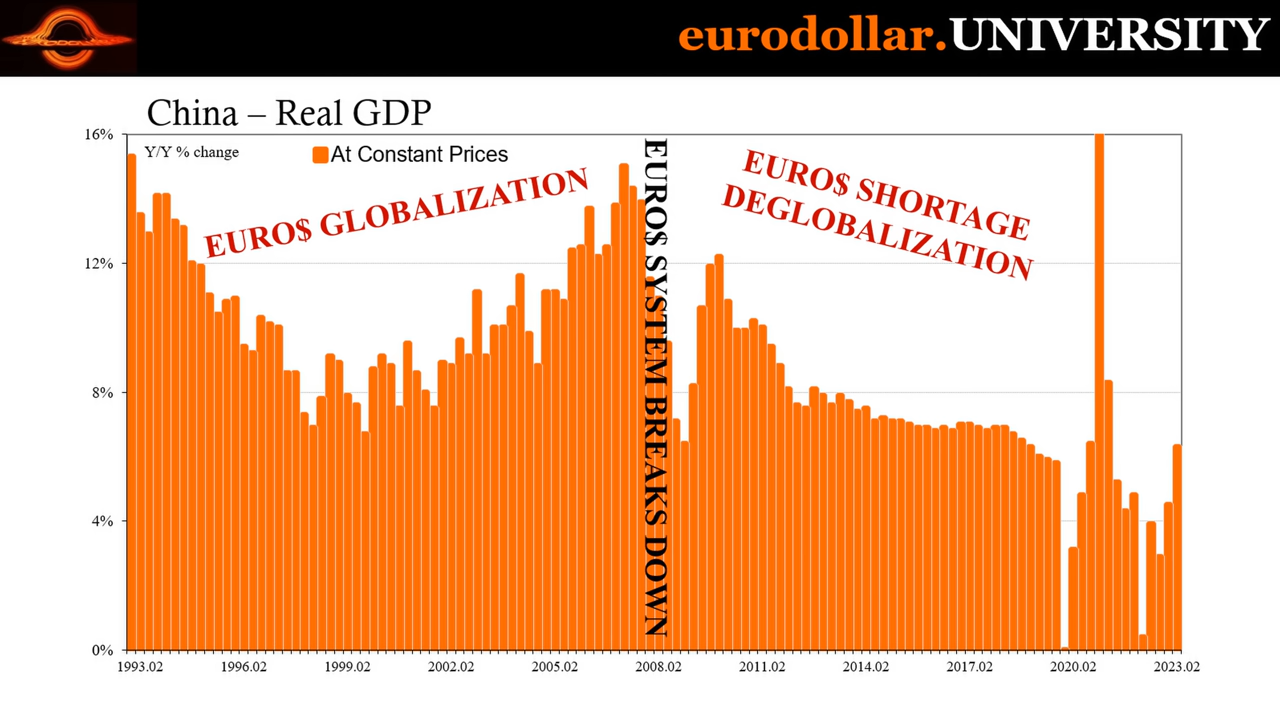 eurodollar.UNIVERSITY
China – Real GDP
16%
Y/Y % change
At Constant Prices
EURO$ GLOBALIZATION
EURO$ SYSTEM BREAKS DOWN
EURO$ SHORTAGE
DEGLOBALIZATION
12%
8%
4%
0%
1993.02 1996.02 1999.02 2002.02 2005.02 2008.02 2011.02 2014.02 2017.02 2020.02 2023.02